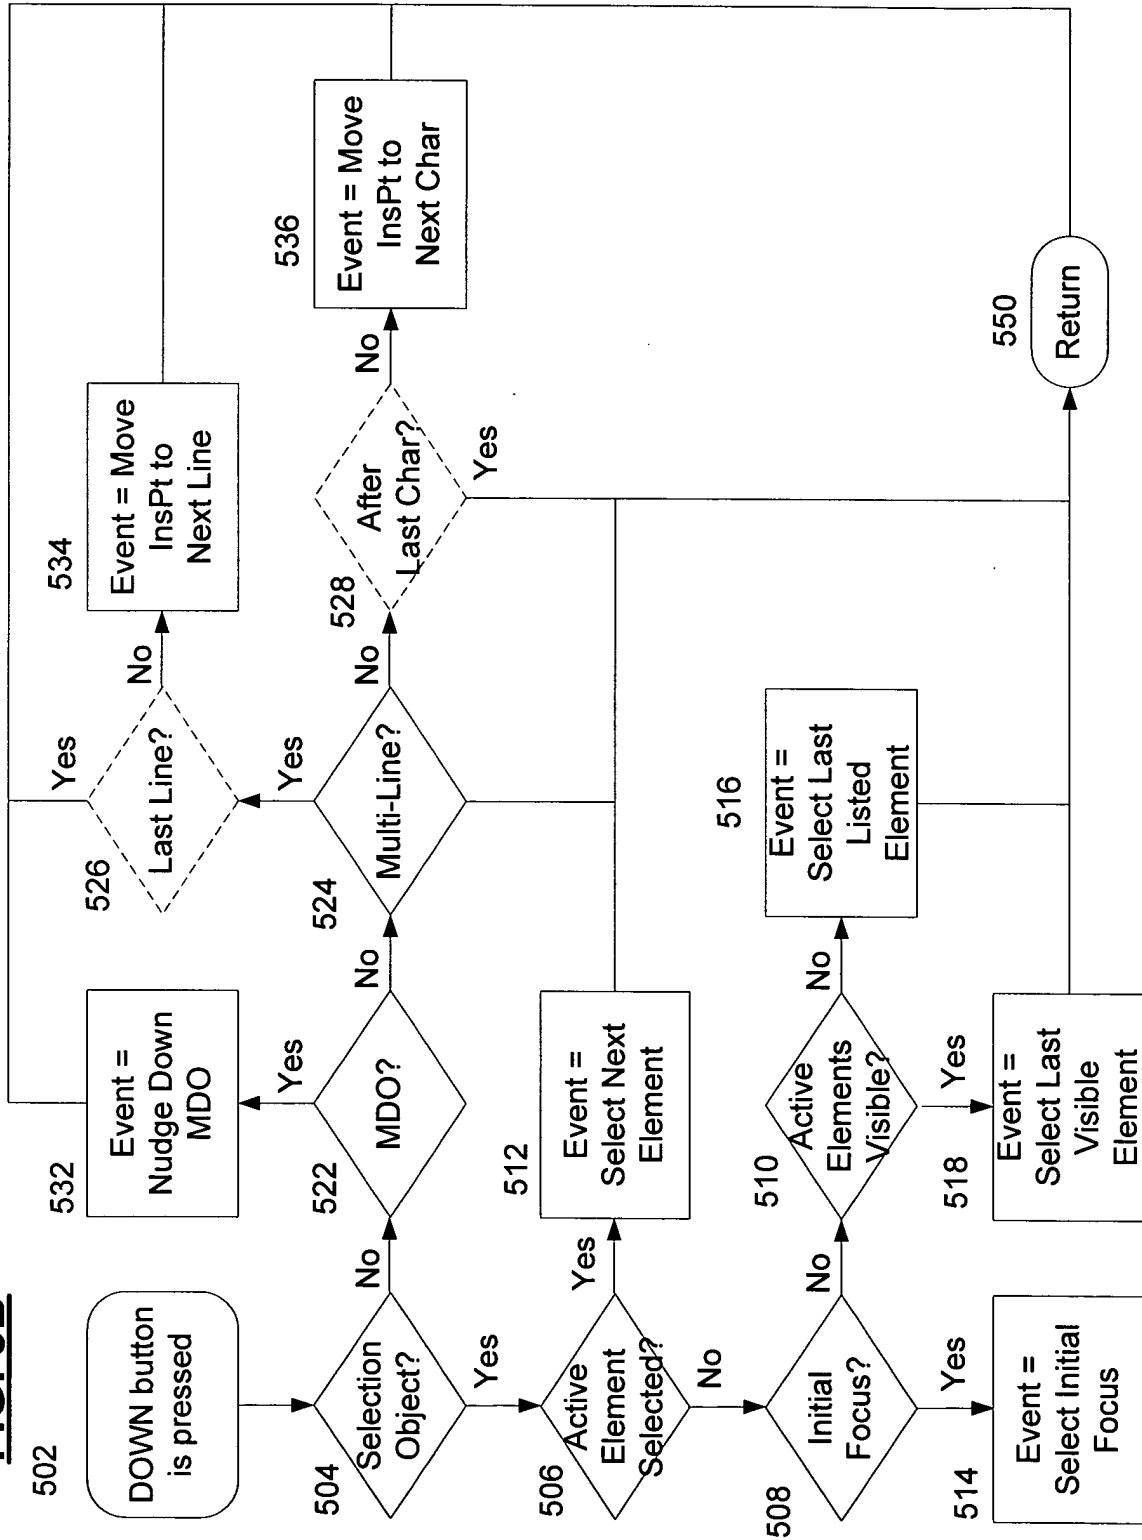 502
DOWN button
is pressed
504
Selection
Object?
No
Yes
522
MDO?
Yes
No
532
Event =
Nudge Down
MDO
524
Multi-Line?
Yes
No
526
Last Line?
Yes
No
534
Event = Move
InsPt to
Next Line
528
After
Last Char?
No
Yes
536
Event = Move
InsPt to
Next Char
506
Active
Element
Selected?
Yes
No
512
Event =
Select Next
Element
508
Initial
Focus?
No
Yes
510
Active
Elements
Visible?
No
Yes
516
Event =
Select Last
Listed
Element
514
Event =
Select Initial
Focus
518
Event =
Select Last
Visible
Element
550
Return